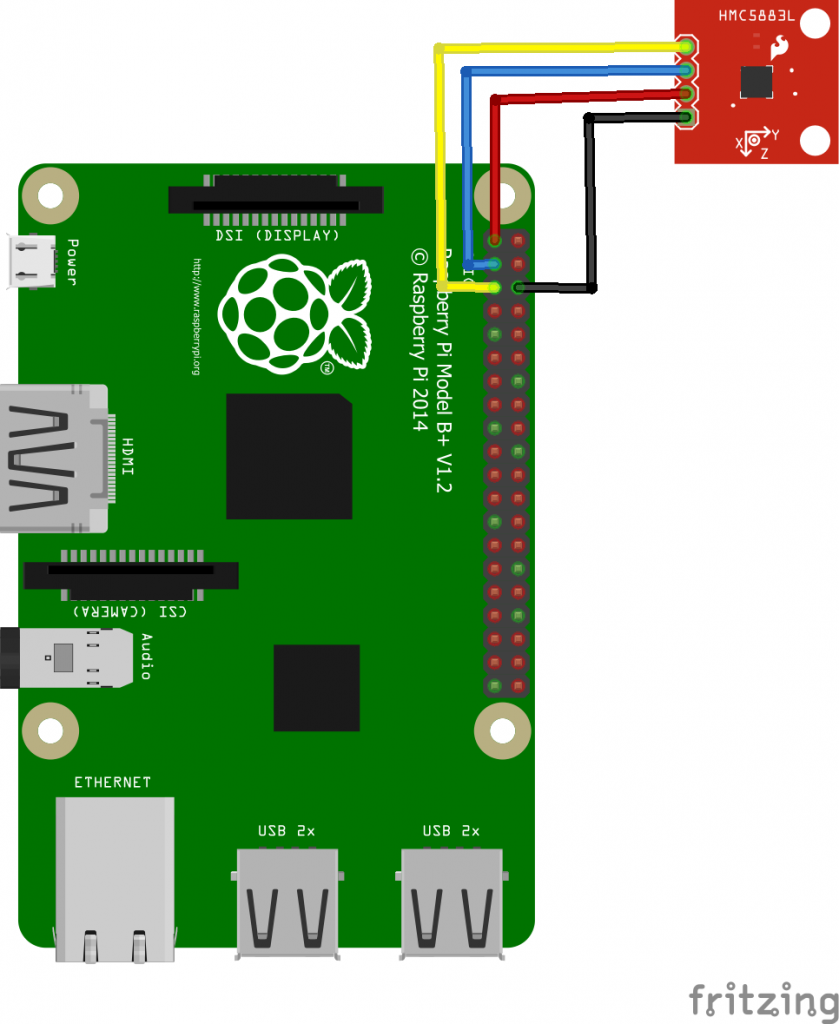 HMC5883L
X
Y
Z
DSI (DISPLAY)
Power
http://www.raspberrypi.org
TM
Pi Model B+ V1.2
© Raspberry Pi 2014
HDMI
CSI (CAMERA)
Audio
ETHERNET
USB 2x
USB 2x
fritzing